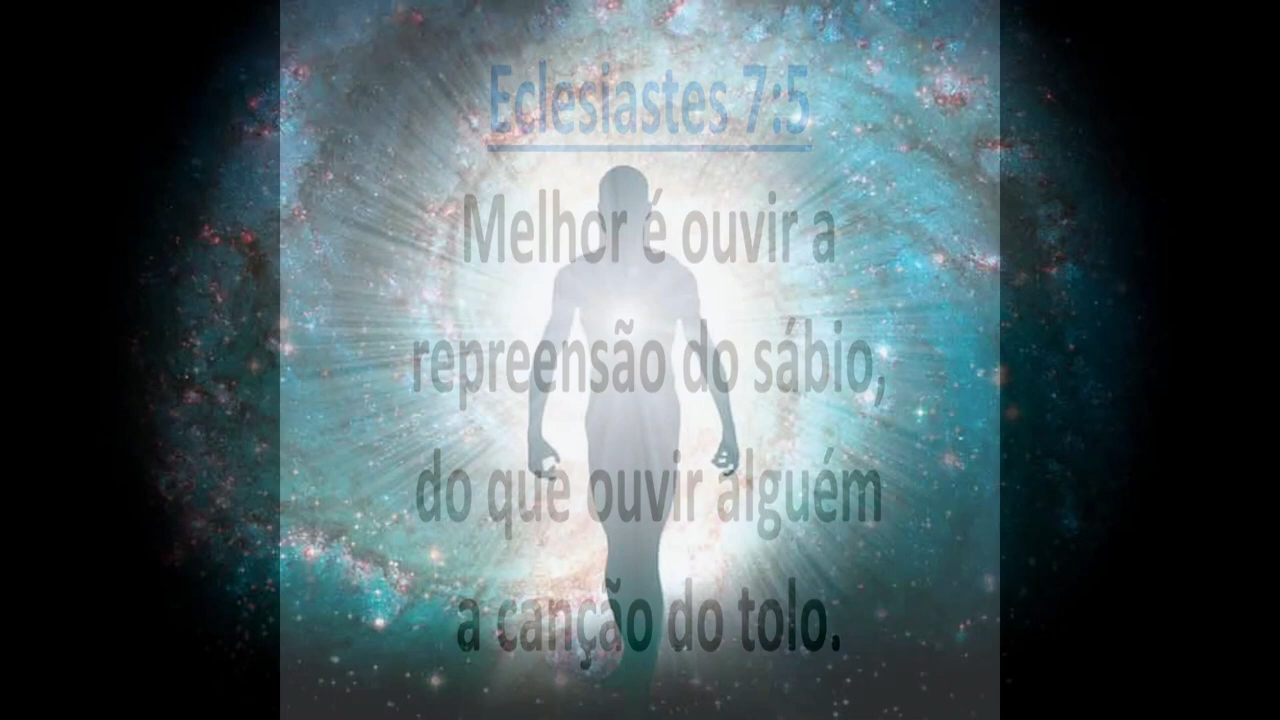 Eclesiastes 7:5
Melhor é ouvir a
repreensão do sábio,
do que ouvir alguém
a canção do tolo.